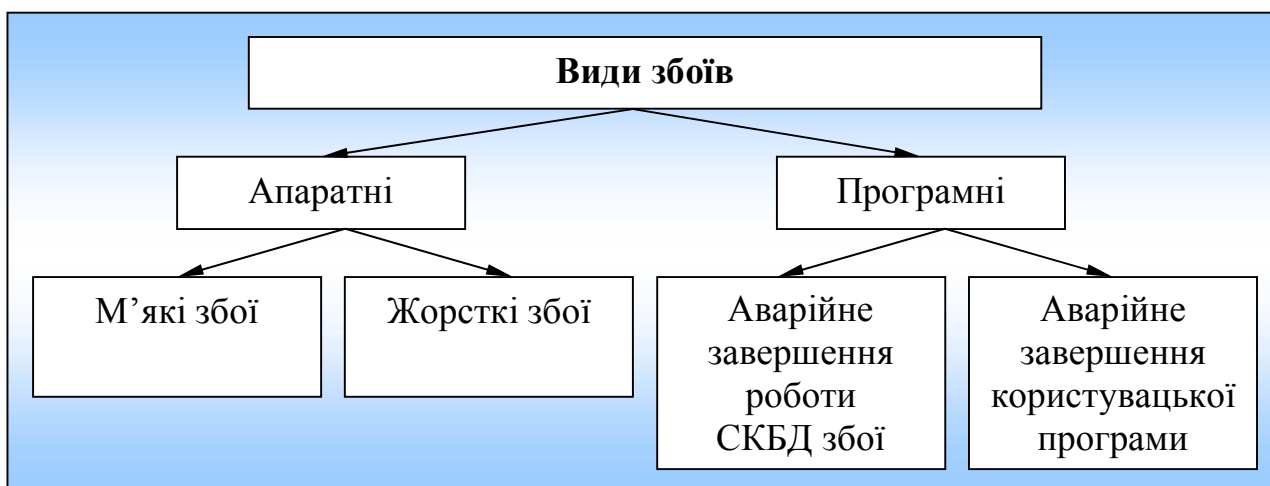 Види збоїв
Апаратні
Програмні
М’які збої
Жорсткі збої
Аварійне
завершення
роботи
СКБД збої
Аварійне
завершення
користувацької
програми